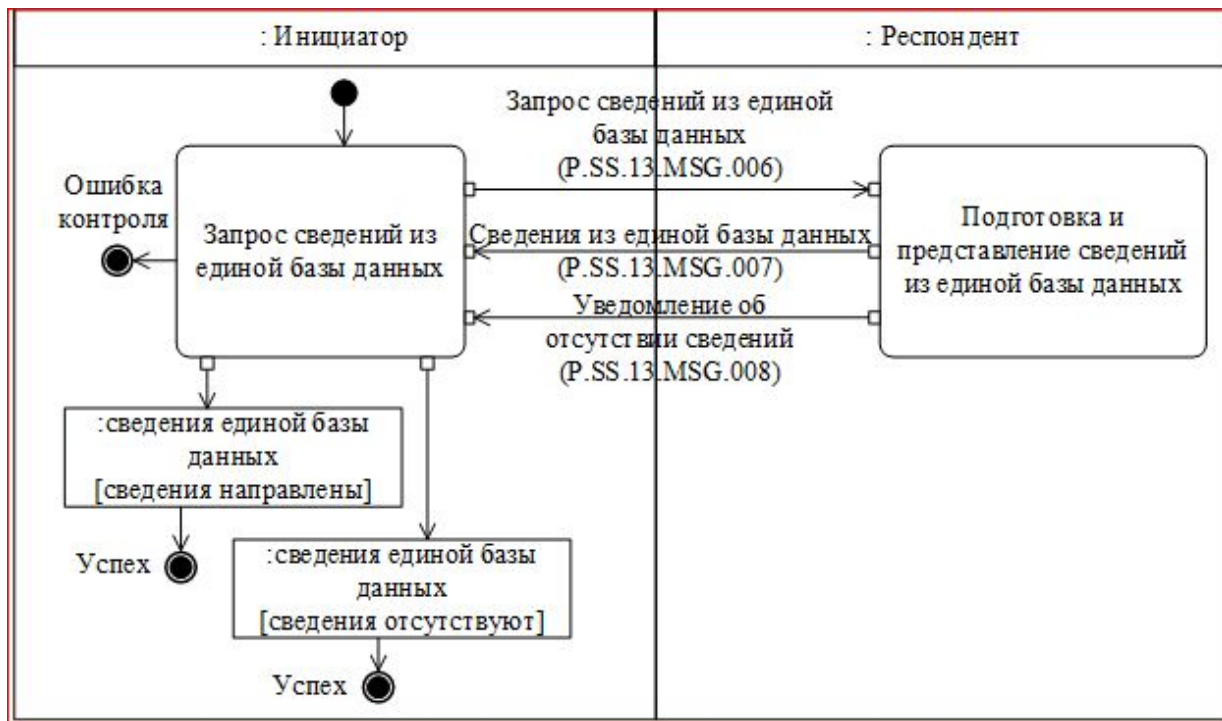 : Инициатор
: Респондент
Запрос сведений из единой
базы данных
(P.SS.13.MSG.006)
Ошибка
контроля
Запрос сведений из
единой базы данных
Сведения из единой базы данных
(P.SS.13.MSG.007)
Уведомление об
отсутствии сведений
(P.SS.13.MSG.008)
Подготовка и
представление сведений
из единой базы данных
:сведения единой базы
данных
[сведения направлены]
Успех
:сведения единой базы
данных
[сведения отсутствуют]
Успех